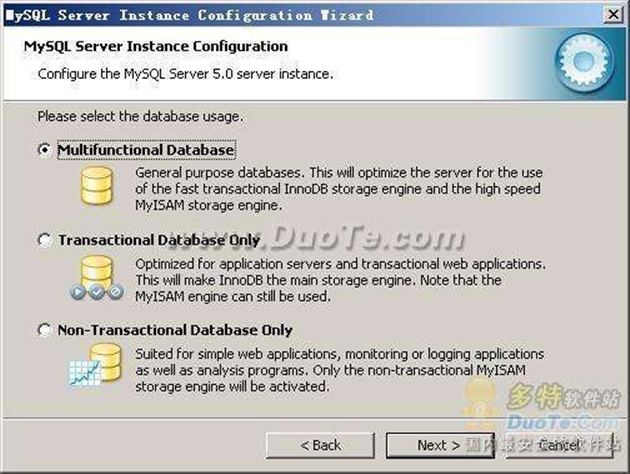 MySQL Server Instance Configuration Wizard
MySQL Server Instance Configuration
Configure the MySQL Server 5.0 server instance.
Please select the database usage.
Multifunctional Database
General purpose databases. This will optimize the server for the use
of the fast transactional InnoDB storage engine and the high speed
MyISAM storage engine.
www.DuoTe.com
Transactional Database Only
Optimized for application servers and transactional web applications.
This will make InnoDB the main storage engine. Note that the
MyISAM engine can still be used.
Non-Transactional Database Only
Suited for simple web applications, monitoring or logging applications
as well as analysis programs. Only the non-transactional MyISAM
storage engine will be activated.
多特软件站
DuoTe.Com
国内最安全的软件站
< Back
Next >
Cancel